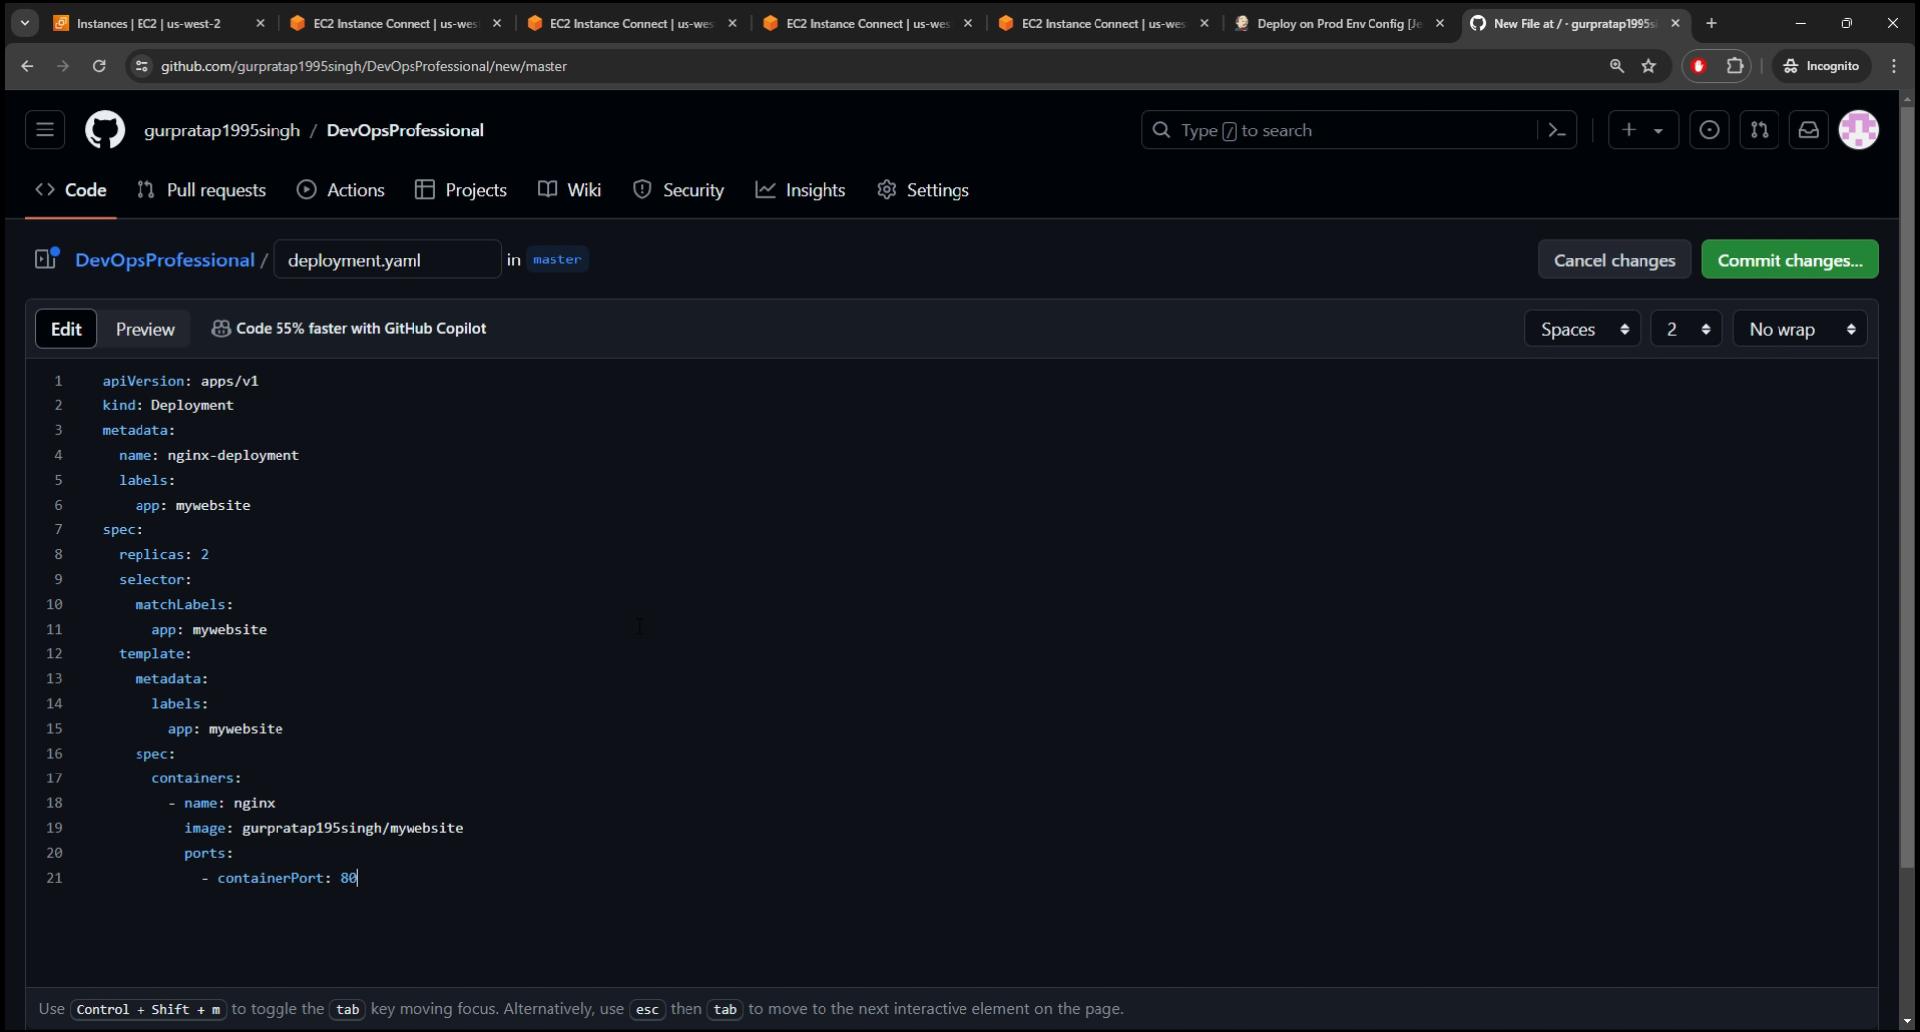 Instances | EC2 | us-west-2
EC2 Instance Connect | us-wes
EC2 Instance Connect | us-wes
EC2 Instance Connect | us-wes
EC2 Instance Connect | us-wes
Deploy on Prod Env Config [Je
New File at / · gurpratap1995s
github.com/gurpratap1995singh/DevOpsProfessional/new/master
Incognito
gurpratap1995singh / DevOpsProfessional
Type / to search
Code
Pull requests
Actions
Projects
Wiki
Security
Insights
Settings
DevOpsProfessional / deployment.yaml in master
Cancel changes
Commit changes...
Edit
Preview
Code 55% faster with GitHub Copilot
Spaces
2
No wrap
1 apiVersion: apps/v1
2 kind: Deployment
3 metadata:
4 name: nginx-deployment
5 labels:
6 app: mywebsite
7 spec:
8 replicas: 2
9 selector:
10 matchLabels:
11 app: mywebsite
12 template:
13 metadata:
14 labels:
15 app: mywebsite
16 spec:
17 containers:
18 - name: nginx
19 image: gurpratap195singh/mywebsite
20 ports:
21 - containerPort: 80
Use Control + Shift + m to toggle the tab key moving focus. Alternatively, use esc then tab to move to the next interactive element on the page.